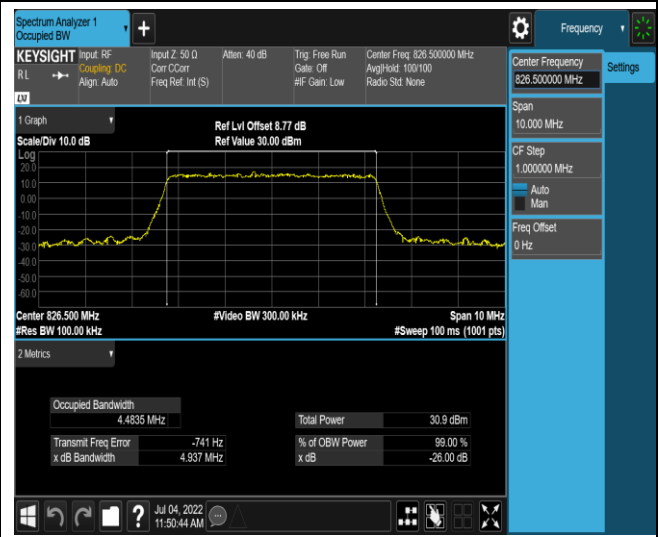 Spectrum Analyzer 1
Occupied BW
Frequency
KEYSIGHT
Input: RF
Input Z: 50 Ω
Atten: 40 dB
Trig: Free Run
Center Freq: 826.500000 MHz
RL
Coupling: DC
Corr CCorr
Gate: Off
Avg|Hold: 100/100
Align: Auto
Freq Ref: Int (S)
#IF Gain: Low
Radio Std: None
LXI
Center Frequency
826.500000 MHz
Settings
Span
10.000 MHz
CF Step
1.000000 MHz
Auto
Man
Freq Offset
0 Hz
1 Graph
Ref Lvl Offset 8.77 dB
Scale/Div 10.0 dB
Ref Value 30.00 dBm
Log
20.0
10.0
0.00
-10.0
-20.0
-30.0
-40.0
-50.0
-60.0
Center 826.500 MHz
#Video BW 300.00 kHz
Span 10 MHz
#Res BW 100.00 kHz
#Sweep 100 ms (1001 pts)
2 Metrics
Occupied Bandwidth
4.4835 MHz
Total Power
30.9 dBm
Transmit Freq Error
-741 Hz
% of OBW Power
99.00 %
x dB Bandwidth
4.937 MHz
x dB
-26.00 dB
Jul 04, 2022
11:50:44 AM